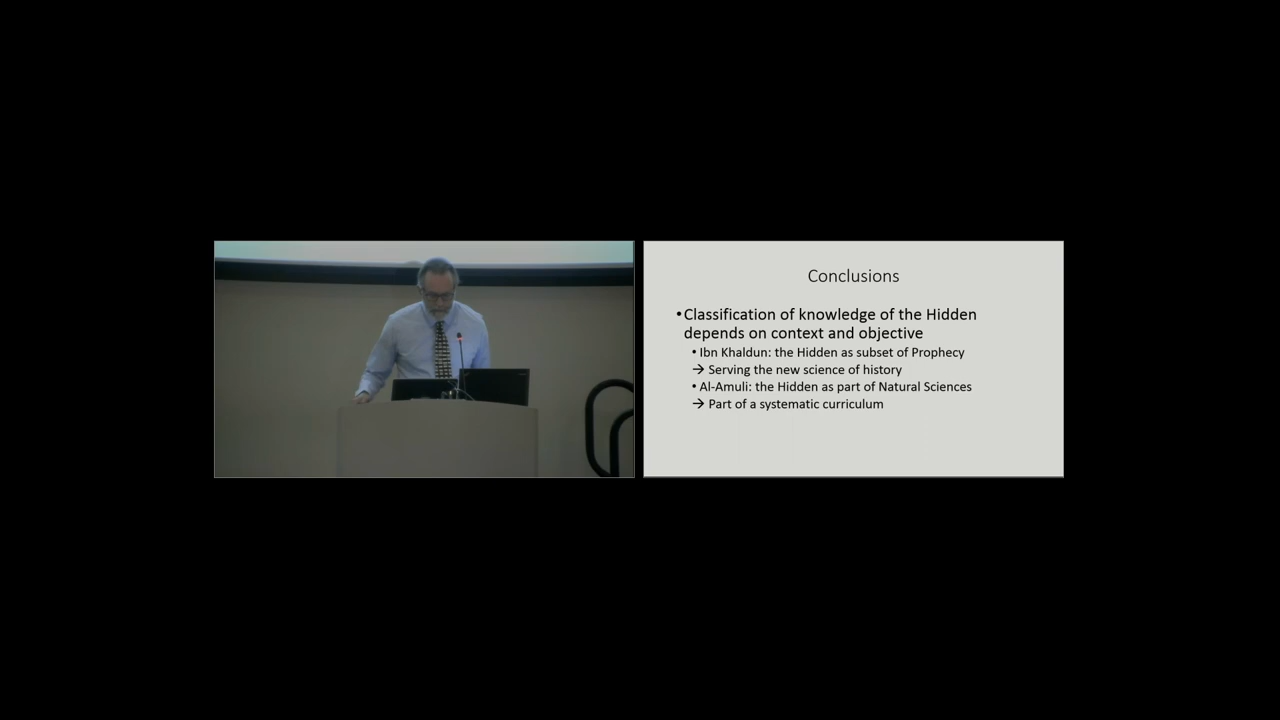 Conclusions
•Classification of knowledge of the Hidden
depends on context and objective
• Ibn Khaldun: the Hidden as subset of Prophecy
→ Serving the new science of history
• Al-Amuli: the Hidden as part of Natural Sciences
→ Part of a systematic curriculum